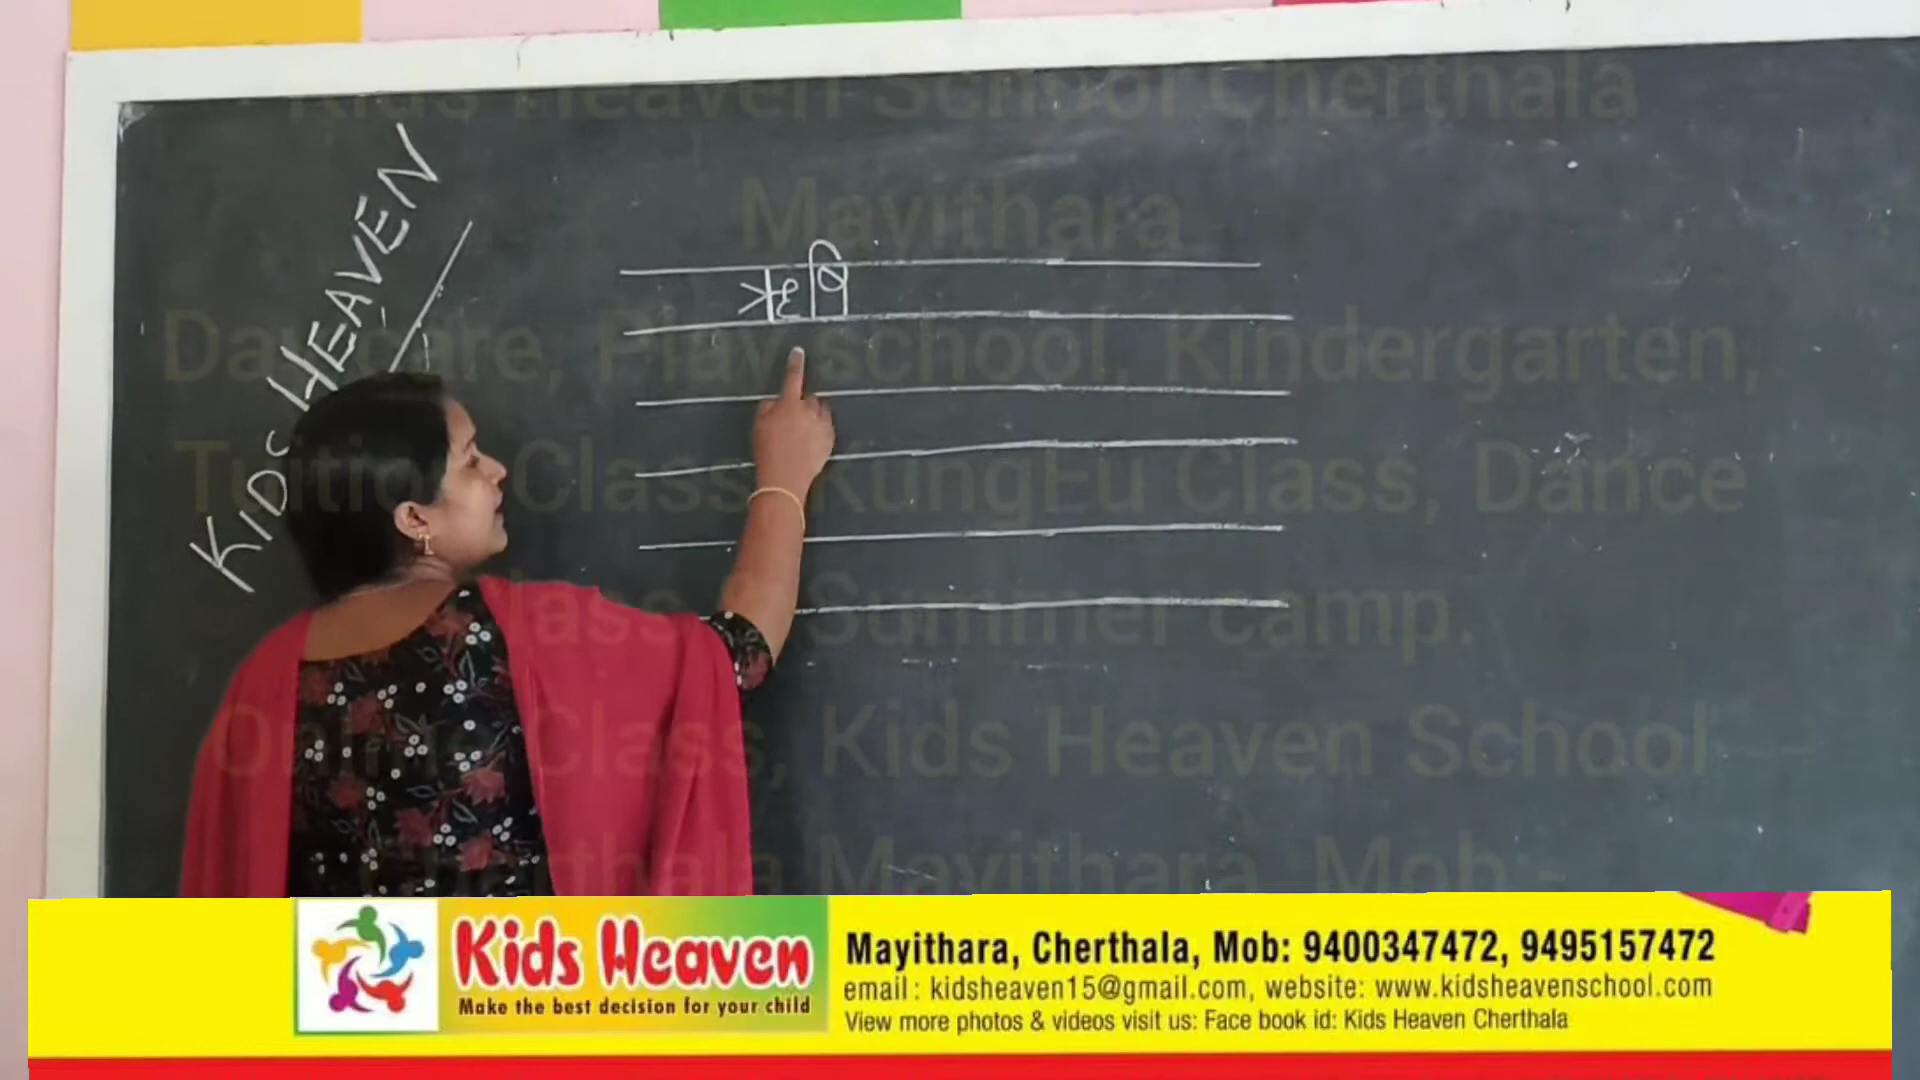 KIDS HEAVEN
Kids Heaven School Cherthala
Mayithara
Day care, Play school, Kindergarten,
Tuition Class, KungFu Class, Dance
Class, Summer camp.
Online Class, Kids Heaven School
Cherthala Mayithara, Mob:-
Kids Heaven
Make the best decision for your child
Mayithara, Cherthala, Mob: 9400347472, 9495157472
email : kidsheaven15@gmail.com, website: www.kidsheavenschool.com
View more photos & videos visit us: Face book id: Kids Heaven Cherthala